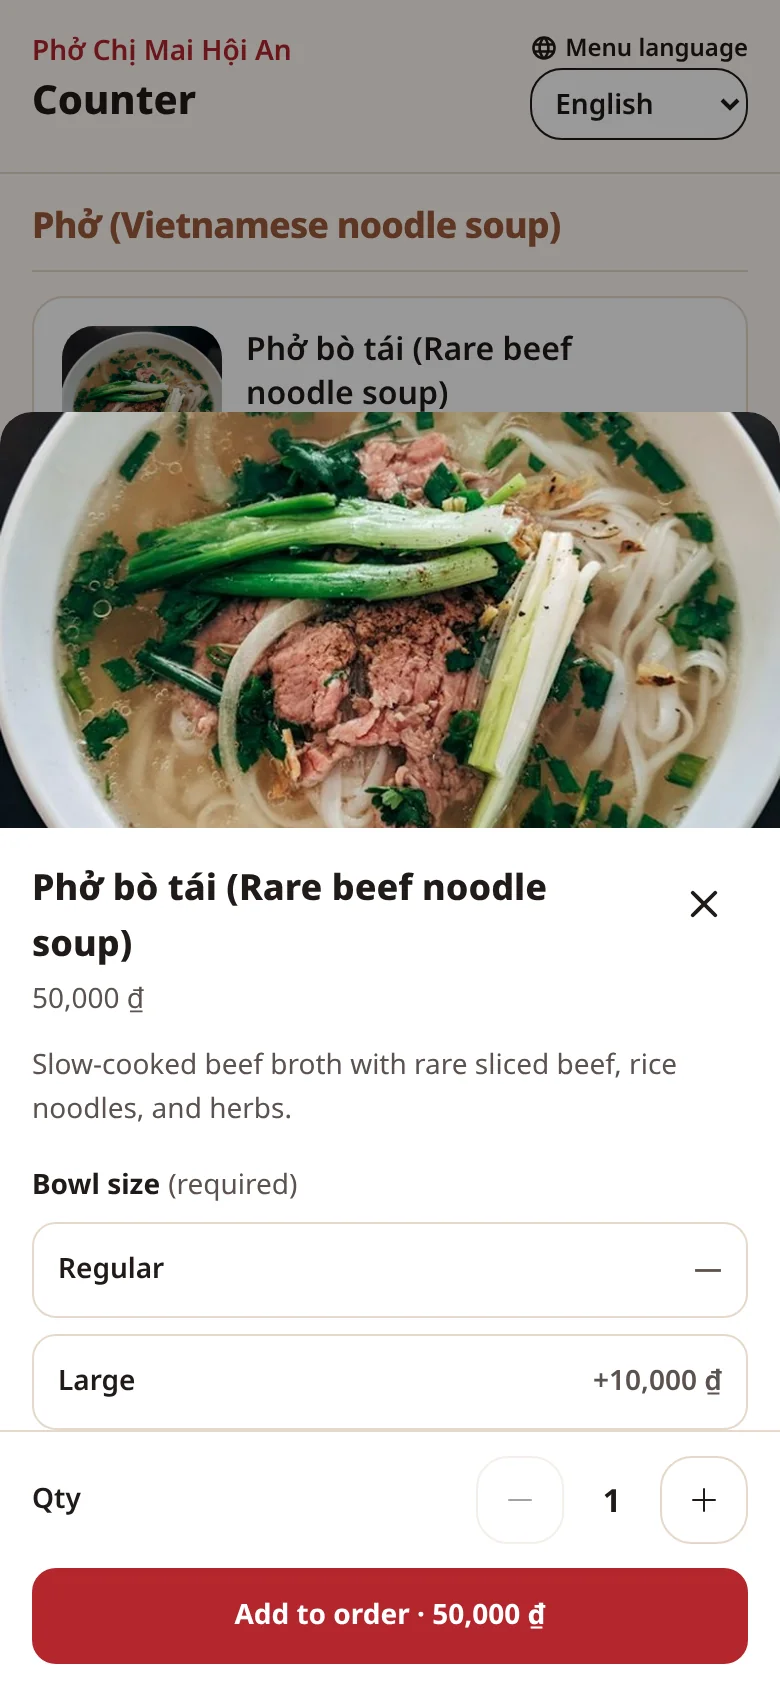 Phở Chị Mai Hội An
Counter
Menu language
English
Phở (Vietnamese noodle soup)
Phở bò tái (Rare beef
noodle soup)
Phở bò tái (Rare beef noodle
soup)
50,000 ₫
Slow-cooked beef broth with rare sliced beef, rice
noodles, and herbs.
Bowl size (required)
Regular —
Large +10,000 ₫
Qty 1
Add to order · 50,000 ₫